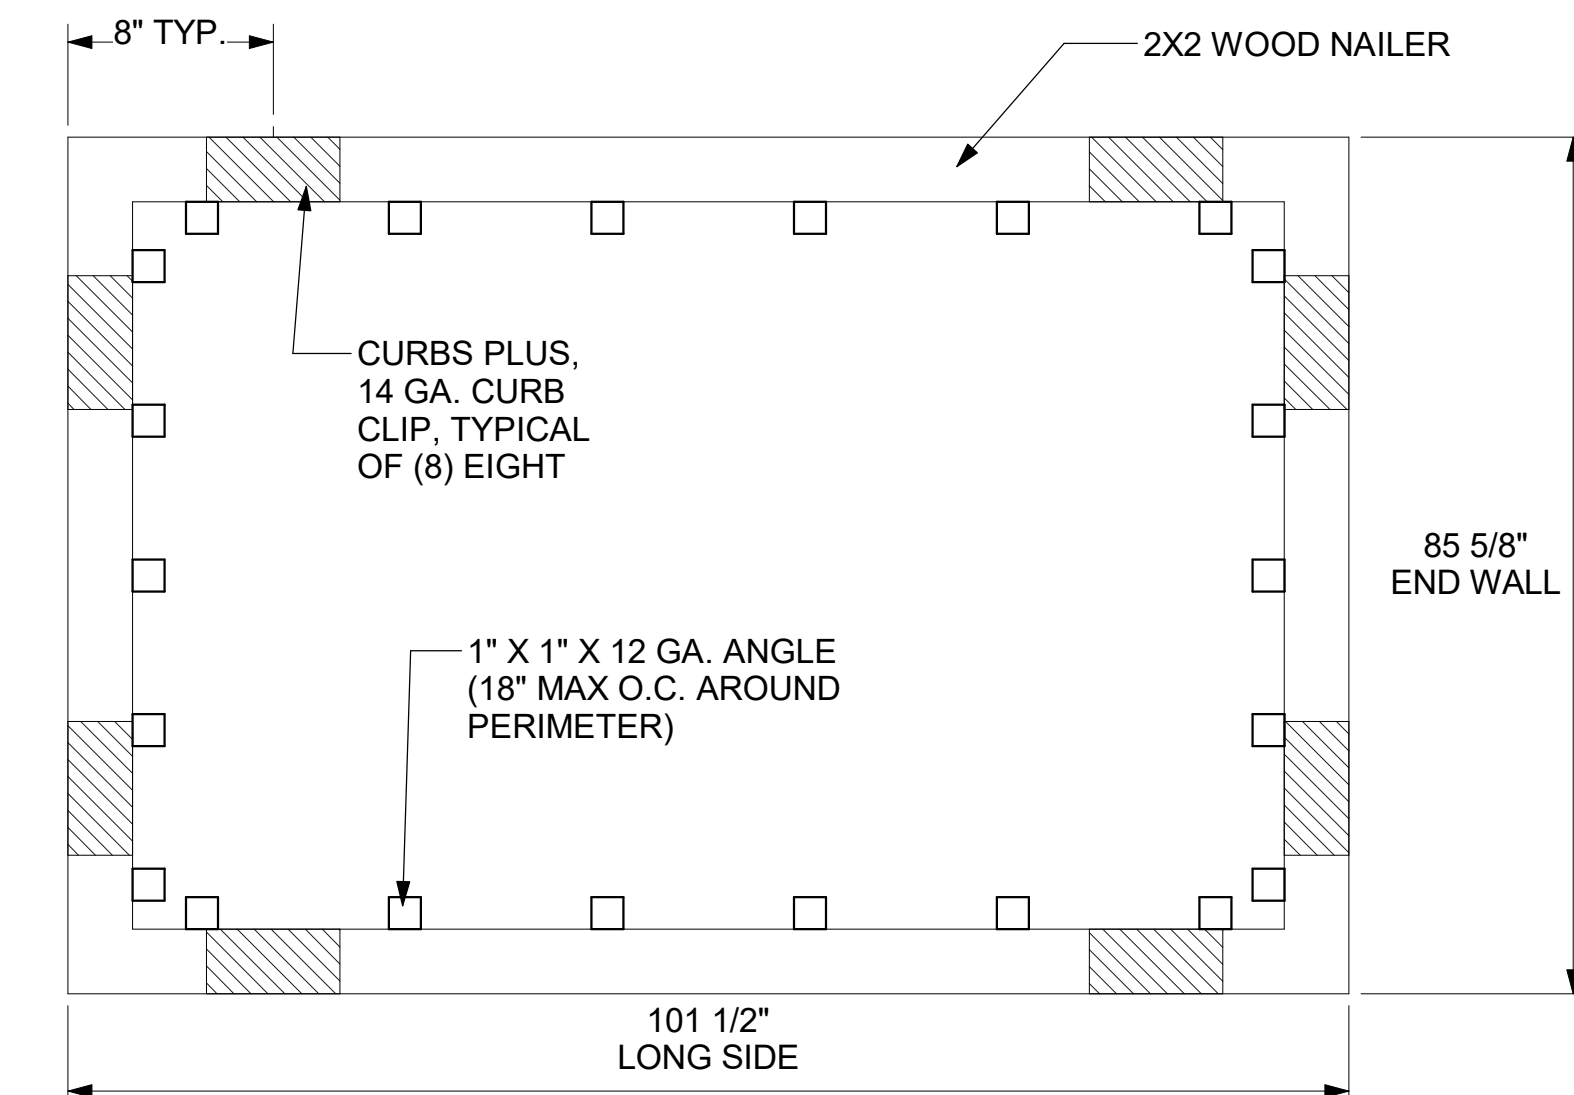 8" TYP.
2X2 WOOD NAILER
CURBS PLUS,
14 GA. CURB
CLIP, TYPICAL
OF (8) EIGHT
85 5/8"
END WALL
1" X 1" X 12 GA. ANGLE
(18" MAX O.C. AROUND
PERIMETER)
101 1/2"
LONG SIDE